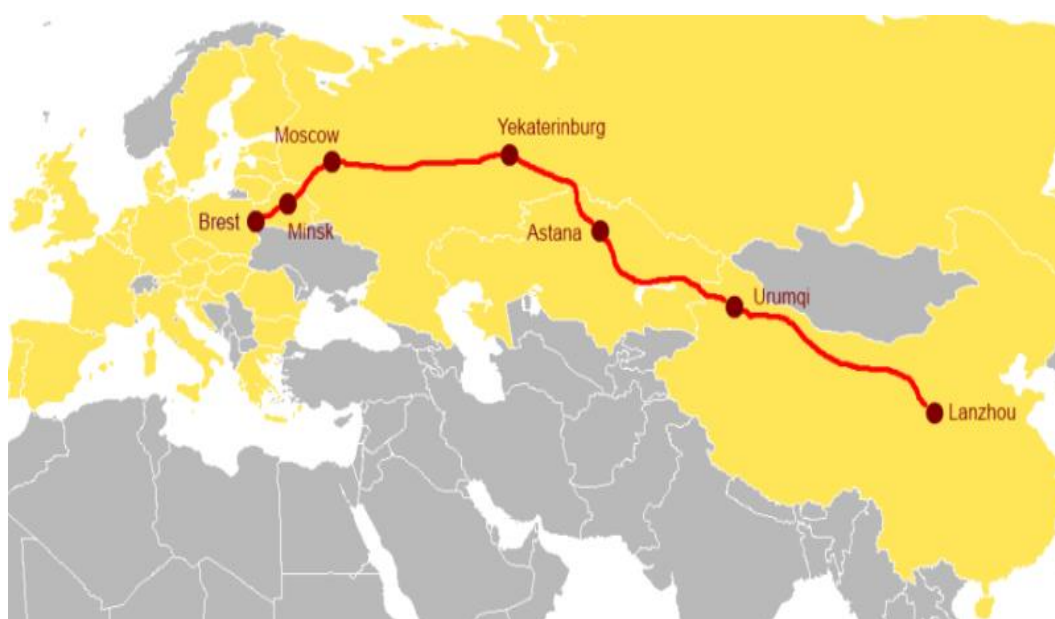 Yekaterinburg
Moscow
Brest
Minsk
Astana
Urumqi
Lanzhou